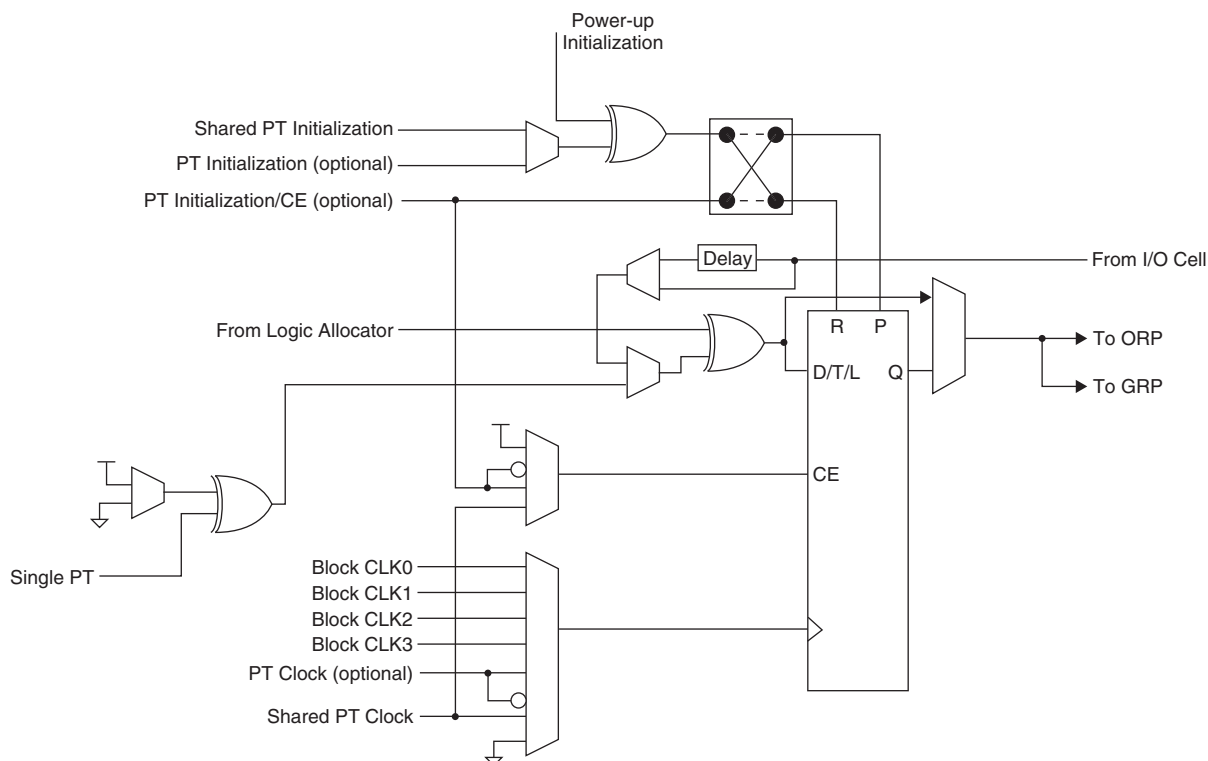 Power-up
Initialization
Shared PT Initialization
PT Initialization (optional)
PT Initialization/CE (optional)
Delay
From I/O Cell
From Logic Allocator
R
P
To ORP
D/T/L
Q
To GRP
CE
Single PT
Block CLK0
Block CLK1
Block CLK2
Block CLK3
PT Clock (optional)
Shared PT Clock